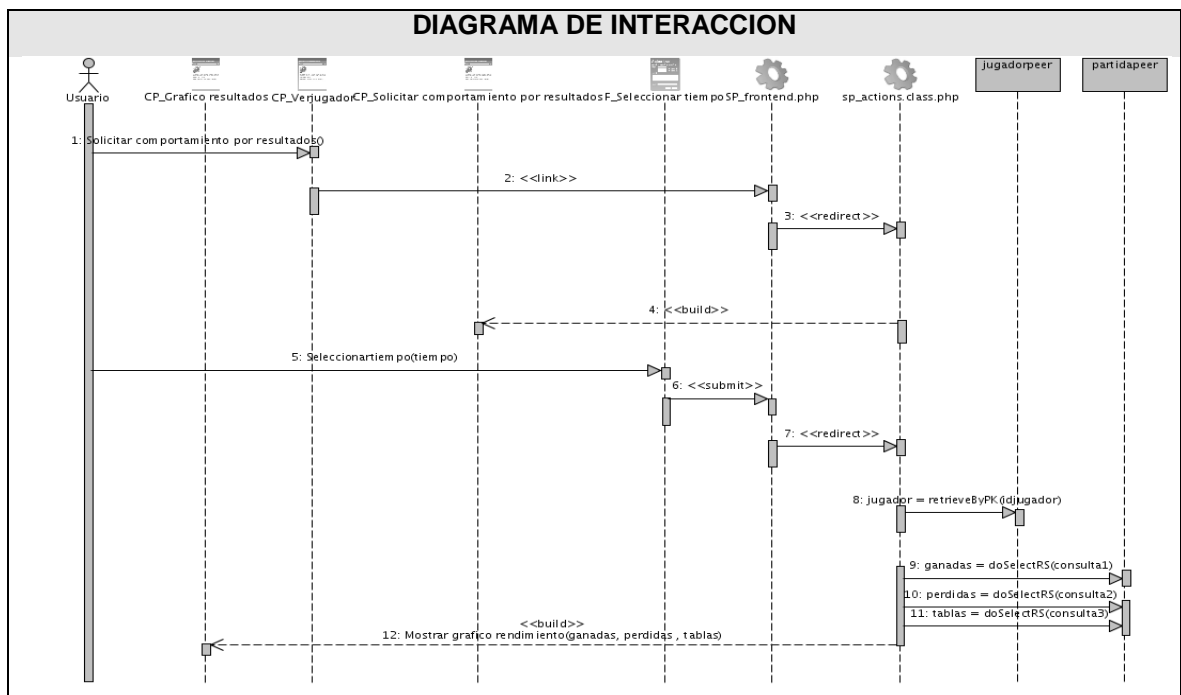 DIAGRAMA DE INTERACCION
jugadorpeer
partidapeer
Usuario
CP_Grafico resultados
CP_Verjugador
CP_Solicitar comportamiento por resultados
F_Seleccionar tiempo
SP_frontend.php
sp_actions.class.php
1: Solicitar comportamiento por resultados()
2: <<link>>
3: <<redirect>>
4: <<build>>
5: Seleccionartiempo(tiempo)
6: <<submit>>
7: <<redirect>>
8: jugador = retrieveByPK(idjugador)
9: ganadas = doSelectRS(consulta1)
10: perdidas = doSelectRS(consulta2)
11: tablas = doSelectRS(consulta3)
<<build>>
12: Mostrar grafico rendimiento(ganadas, perdidas , tablas)